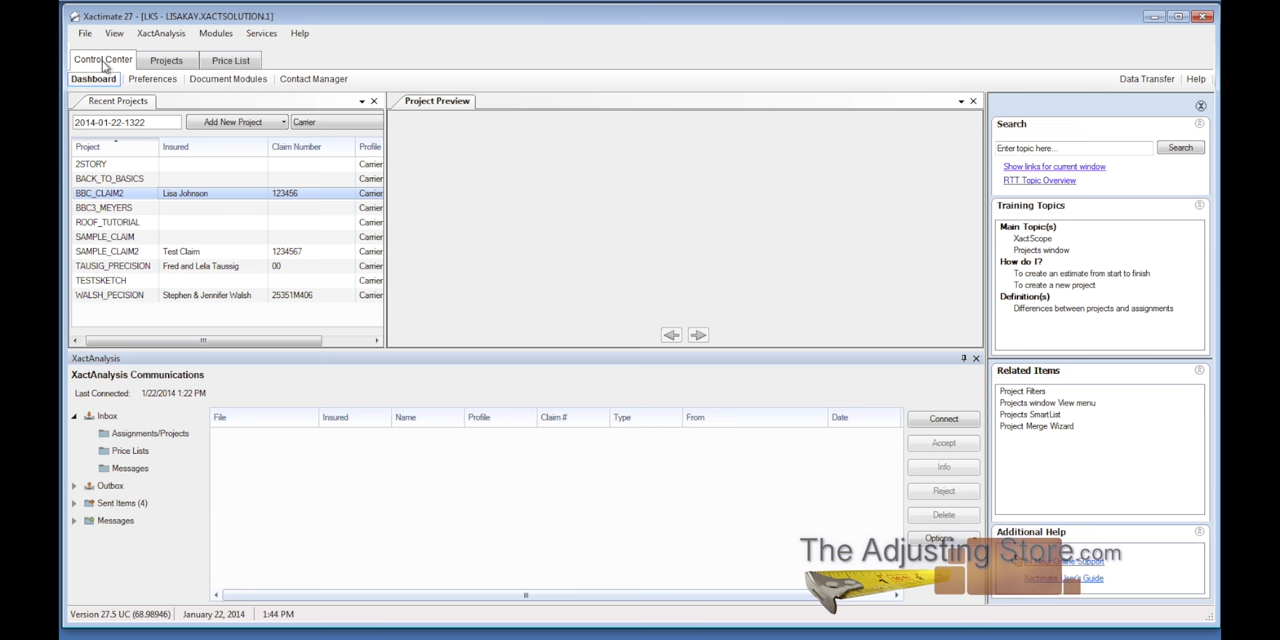 Xactimate 27 - [LKS - LISAKAY.XACTSOLUTION.1]
File View XactAnalysis Modules Services Help
Control Center Projects Price List
Dashboard Preferences Document Modules Contact Manager Data Transfer Help
Recent Projects
2014-01-22-1322 Add New Project Carrier
Project Insured Claim Number Profile
2STORY Carrier
BACK_TO_BASICS Carrier
BBC_CLAIM2 Lisa Johnson 123456 Carrier
BBC3_MEYERS Carrier
ROOF_TUTORIAL Carrier
SAMPLE_CLAIM Carrier
SAMPLE_CLAIM2 Test Claim 1234567 Carrier
TAUSIG_PRECISION Fred and Lela Taussig 00 Carrier
TESTSKETCH Carrier
WALSH_PECISION Stephen & Jennifer Walsh 25351M406 Carrier
Project Preview
Search
Enter topic here... Search
Show links for current window
RTT Topic Overview
Training Topics
Main Topic(s)
XactScope
Projects window
How do I?
To create an estimate from start to finish
To create a new project
Definition(s)
Differences between projects and assignments
XactAnalysis
XactAnalysis Communications
Last Connected: 1/22/2014 1:22 PM
Inbox
Assignments/Projects
Price Lists
Messages
Outbox
Sent Items (4)
Messages
File Insured Name Profile Claim # Type From Date
Connect
Accept
Info
Reject
Delete
Options
Related Items
Project Filters
Projects window View menu
Projects SmartList
Project Merge Wizard
Additional Help
Online Support
Xactimate User's Guide
The Adjusting Store.com
Version 27.5 UC (68.98946) January 22, 2014 1:44 PM